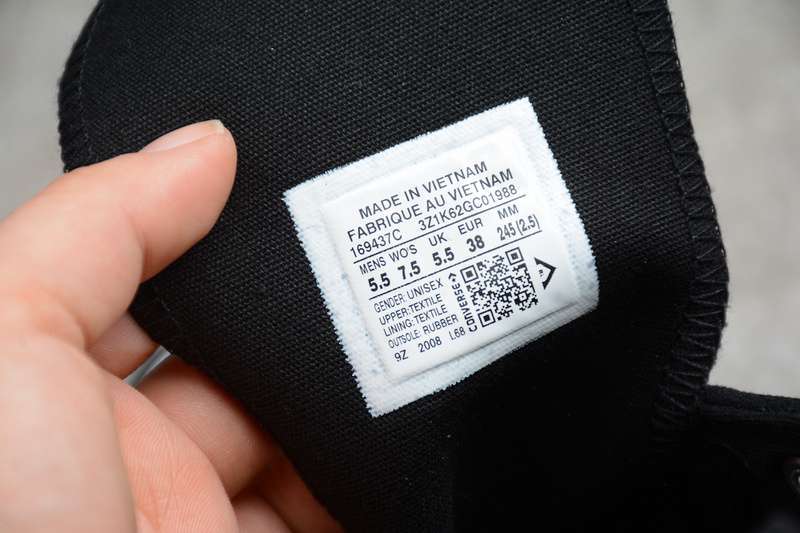 MADE IN VIETNAM
FABRIQUE AU VIETNAM
169437C 3Z1K62GC01988
MENS WO'S UK EUR MM
5.5 7.5 5.5 38 245(2.5)
GENDER: UNISEX
UPPER:TEXTILE
LINING:TEXTILE
OUTSOLE: RUBBER
9Z 2008 L68
CONVERSE